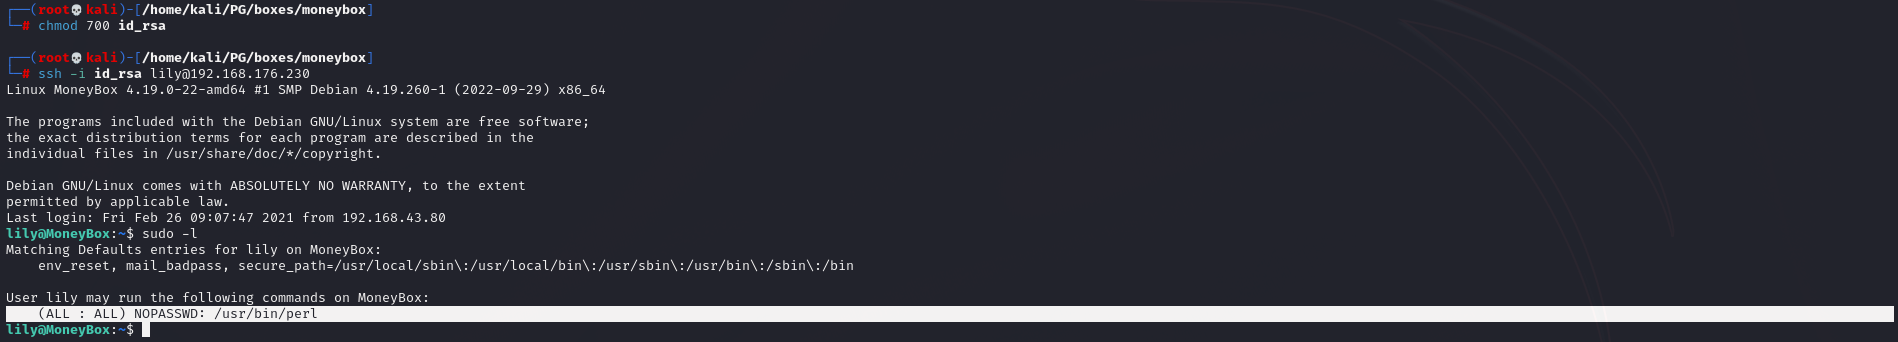 ┌──(root💀kali)-[/home/kali/PG/boxes/moneybox]
└─# chmod 700 id_rsa
┌──(root💀kali)-[/home/kali/PG/boxes/moneybox]
└─# ssh -i id_rsa lily@192.168.176.230
Linux MoneyBox 4.19.0-22-amd64 #1 SMP Debian 4.19.260-1 (2022-09-29) x86_64
The programs included with the Debian GNU/Linux system are free software;
the exact distribution terms for each program are described in the
individual files in /usr/share/doc/*/copyright.
Debian GNU/Linux comes with ABSOLUTELY NO WARRANTY, to the extent
permitted by applicable law.
Last login: Fri Feb 26 09:07:47 2021 from 192.168.43.80
lily@MoneyBox:~$ sudo -l
Matching Defaults entries for lily on MoneyBox:
    env_reset, mail_badpass, secure_path=/usr/local/sbin\:/usr/local/bin\:/usr/sbin\:/usr/bin\:/sbin\:/bin
User lily may run the following commands on MoneyBox:
    (ALL : ALL) NOPASSWD: /usr/bin/perl
lily@MoneyBox:~$